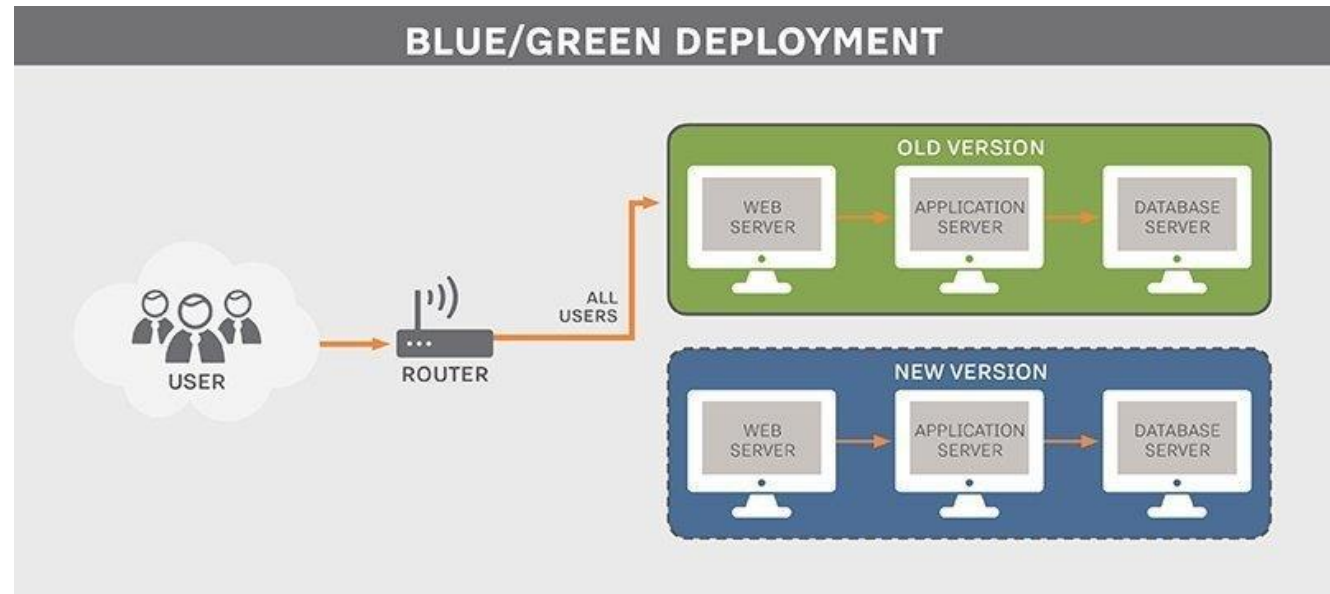 BLUE/GREEN DEPLOYMENT
OLD VERSION
WEB
SERVER
APPLICATION
SERVER
DATABASE
SERVER
ALL
USERS
USER
ROUTER
NEW VERSION
WEB
SERVER
APPLICATION
SERVER
DATABASE
SERVER